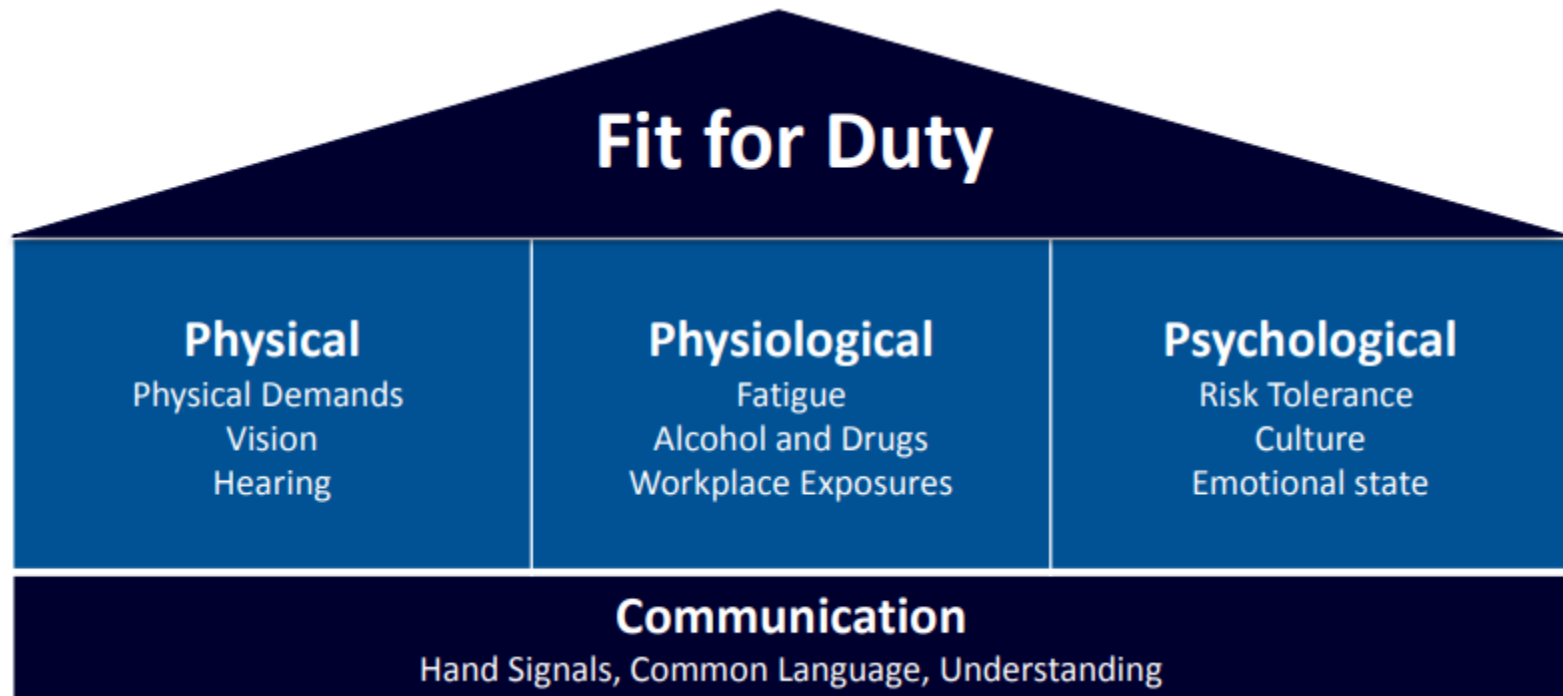 Fit for Duty
Physical
Physical Demands
Vision
Hearing
Physiological
Fatigue
Alcohol and Drugs
Workplace Exposures
Psychological
Risk Tolerance
Culture
Emotional state
Communication
Hand Signals, Common Language, Understanding